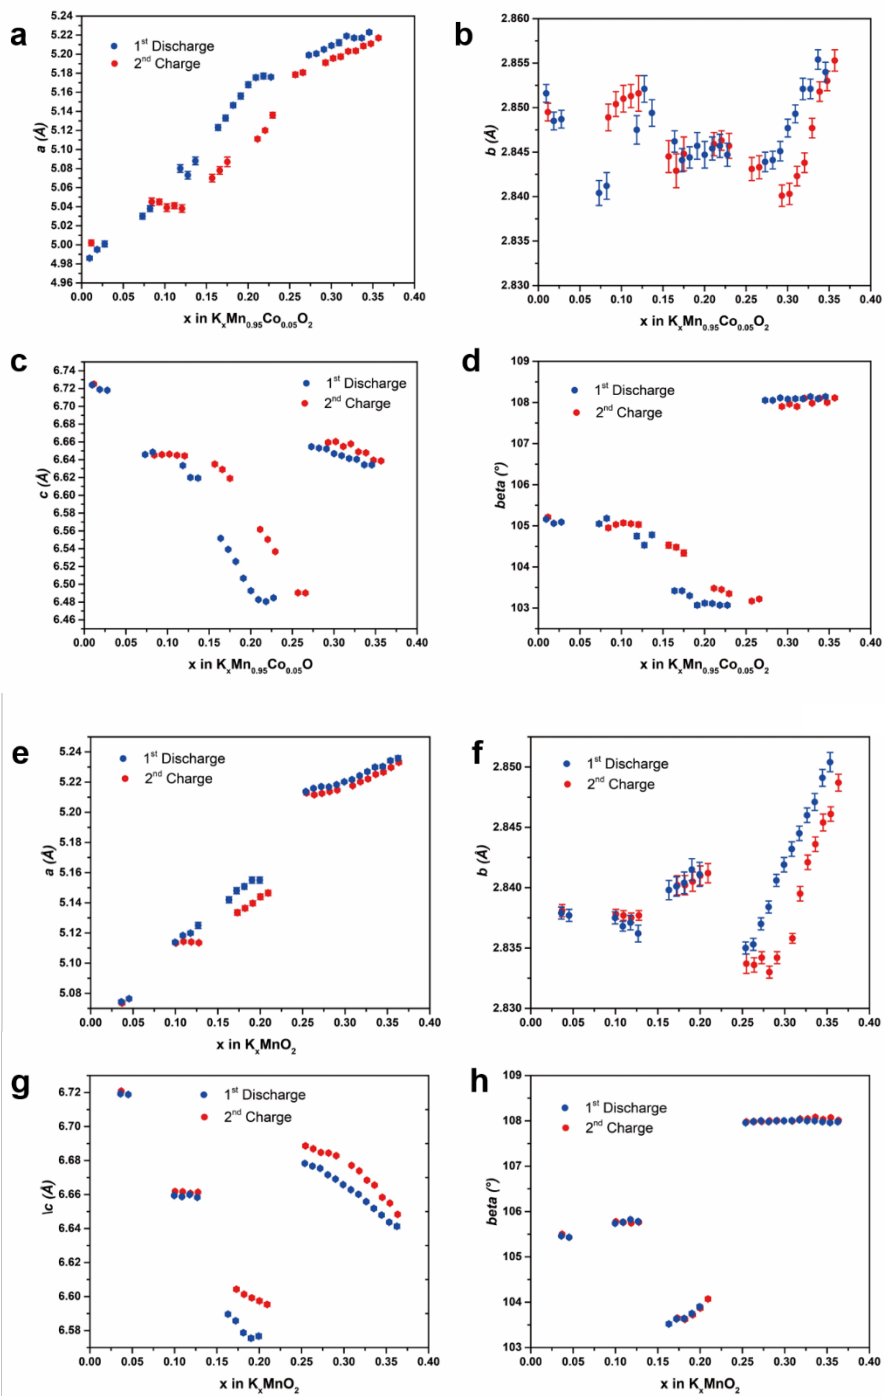 a
5.24
5.22
5.20
5.18
5.16
5.14
5.12
5.10
5.08
5.06
5.04
5.02
5.00
4.98
4.96
a (Å)
1st Discharge
2nd Charge
0.00 0.05 0.10 0.15 0.20 0.25 0.30 0.35 0.40
x in KxMn0.95Co0.05O2
b
2.860
2.855
2.850
2.845
2.840
2.835
2.830
b (Å)
0.00 0.05 0.10 0.15 0.20 0.25 0.30 0.35 0.40
x in KxMn0.95Co0.05O2
c
6.74
6.72
6.70
6.68
6.66
6.64
6.62
6.60
6.58
6.56
6.54
6.52
6.50
6.48
6.46
c (Å)
1st Discharge
2nd Charge
0.00 0.05 0.10 0.15 0.20 0.25 0.30 0.35 0.40
x in KxMn0.95Co0.05O
d
109
108
107
106
105
104
103
beta (°)
1st Discharge
2nd Charge
0.00 0.05 0.10 0.15 0.20 0.25 0.30 0.35 0.40
x in KxMn0.95Co0.05O2
e
5.24
5.22
5.20
5.18
5.16
5.14
5.12
5.10
5.08
a (Å)
1st Discharge
2nd Charge
0.00 0.05 0.10 0.15 0.20 0.25 0.30 0.35 0.40
x in KxMnO2
f
2.850
2.845
2.840
2.835
2.830
b (Å)
1st Discharge
2nd Charge
0.00 0.05 0.10 0.15 0.20 0.25 0.30 0.35 0.40
x in KxMnO2
g
6.72
6.70
6.68
6.66
6.64
6.62
6.60
6.58
\c (Å)
1st Discharge
2nd Charge
0.00 0.05 0.10 0.15 0.20 0.25 0.30 0.35 0.40
x in KxMnO2
h
109
108
107
106
105
104
103
beta (°)
1st Discharge
2nd Charge
0.00 0.05 0.10 0.15 0.20 0.25 0.30 0.35 0.40
x in KxMnO2